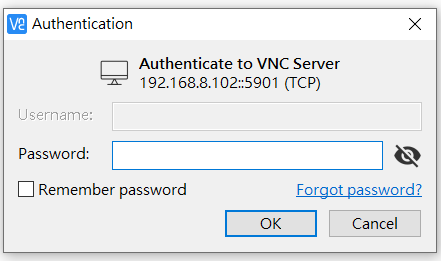 V2 Authentication
Authenticate to VNC Server
192.168.8.102::5901 (TCP)
Username:
Password:
Remember password
Forgot password?
OK
Cancel